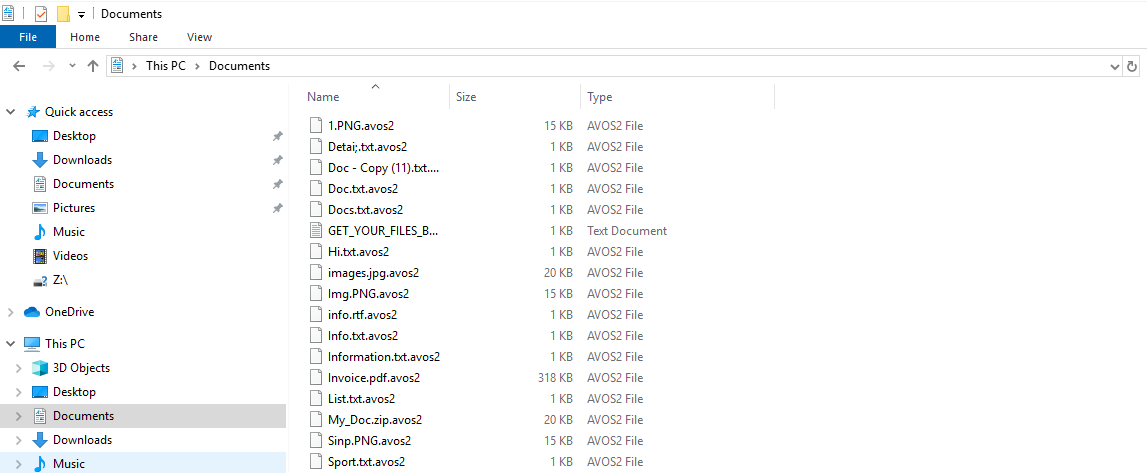 Documents
File Home Share View
This PC > Documents
Name Size Type
Quick access
Desktop
Downloads
Documents
Pictures
Music
Videos
Z:\
OneDrive
This PC
3D Objects
Desktop
Documents
Downloads
Music
1.PNG.avos2 15 KB AVOS2 File
Detai;.txt.avos2 1 KB AVOS2 File
Doc - Copy (11).txt.... 1 KB AVOS2 File
Doc.txt.avos2 1 KB AVOS2 File
Docs.txt.avos2 1 KB AVOS2 File
GET_YOUR_FILES_B... 1 KB Text Document
Hi.txt.avos2 1 KB AVOS2 File
images.jpg.avos2 20 KB AVOS2 File
Img.PNG.avos2 15 KB AVOS2 File
info.rtf.avos2 1 KB AVOS2 File
Info.txt.avos2 1 KB AVOS2 File
Information.txt.avos2 1 KB AVOS2 File
Invoice.pdf.avos2 318 KB AVOS2 File
List.txt.avos2 1 KB AVOS2 File
My_Doc.zip.avos2 20 KB AVOS2 File
Sinp.PNG.avos2 15 KB AVOS2 File
Sport.txt.avos2 1 KB AVOS2 File